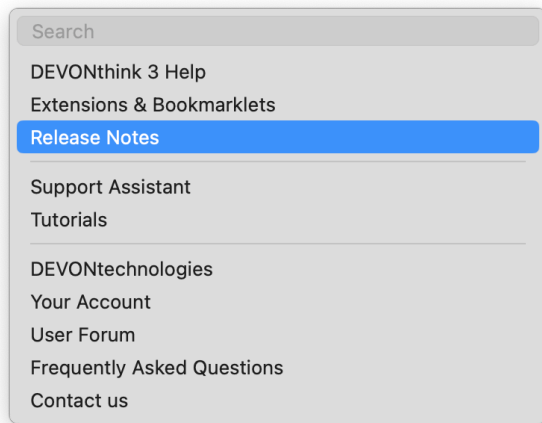 Search
DEVONthink 3 Help
Extensions & Bookmarklets
Release Notes
Support Assistant
Tutorials
DEVONtechnologies
Your Account
User Forum
Frequently Asked Questions
Contact us